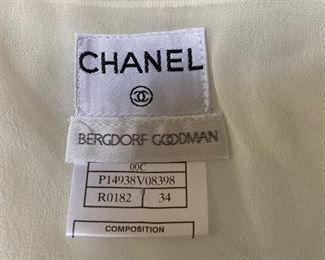 CHANEL
BERGDORF GOODMAN
00C
P14938V08398
R0182 34
COMPOSITION